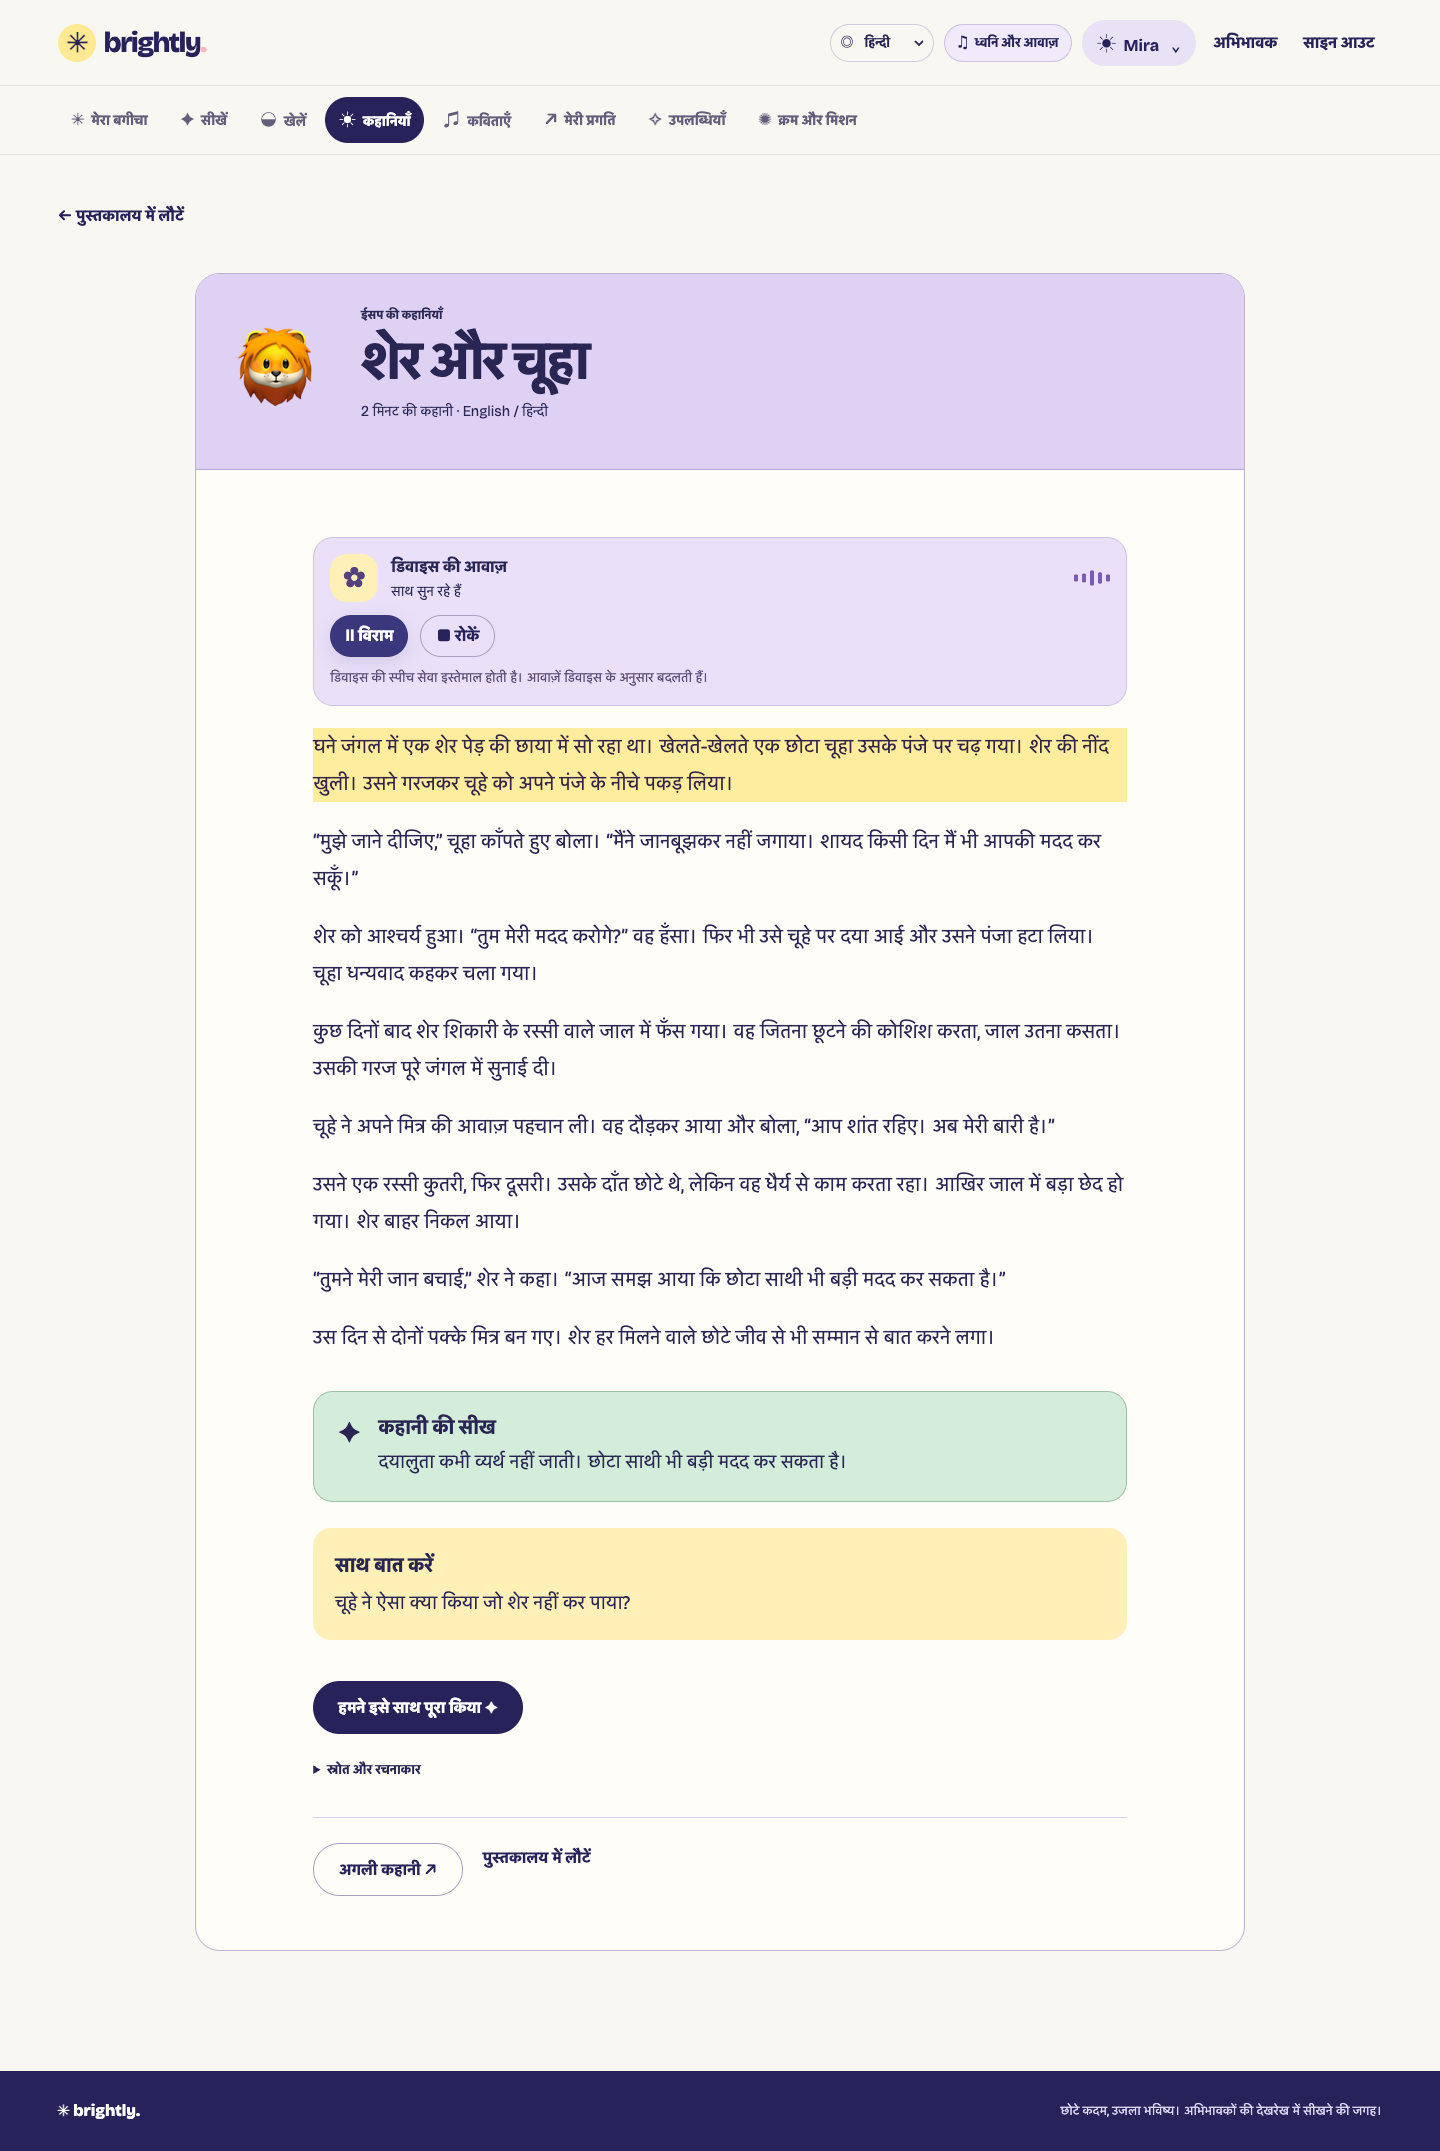 brightly.
हिन्दी
ध्वनि और आवाज़
Mira
अभिभावक
साइन आउट
मेरा बगीचा
सीखें
खेलें
कहानियाँ
कविताएँ
मेरी प्रगति
उपलब्धियाँ
क्रम और मिशन
← पुस्तकालय में लौटें
ईसप की कहानियाँ
शेर और चूहा
2 मिनट की कहानी · English / हिन्दी
डिवाइस की आवाज़
साथ सुन रहे हैं
विराम
रोकें
डिवाइस की स्पीच सेवा इस्तेमाल होती है। आवाज़ें डिवाइस के अनुसार बदलती हैं।
घने जंगल में एक शेर पेड़ की छाया में सो रहा था। खेलते-खेलते एक छोटा चूहा उसके पंजे पर चढ़ गया। शेर की नींद
खुली। उसने गरजकर चूहे को अपने पंजे के नीचे पकड़ लिया।
“मुझे जाने दीजिए,” चूहा काँपते हुए बोला। “मैंने जानबूझकर नहीं जगाया। शायद किसी दिन मैं भी आपकी मदद कर
सकूँ।”
शेर को आश्चर्य हुआ। “तुम मेरी मदद करोगे?” वह हँसा। फिर भी उसे चूहे पर दया आई और उसने पंजा हटा लिया।
चूहा धन्यवाद कहकर चला गया।
कुछ दिनों बाद शेर शिकारी के रस्सी वाले जाल में फँस गया। वह जितना छूटने की कोशिश करता, जाल उतना कसता।
उसकी गरज पूरे जंगल में सुनाई दी।
चूहे ने अपने मित्र की आवाज़ पहचान ली। वह दौड़कर आया और बोला, “आप शांत रहिए। अब मेरी बारी है।”
उसने एक रस्सी कुतरी, फिर दूसरी। उसके दाँत छोटे थे, लेकिन वह धैर्य से काम करता रहा। आखिर जाल में बड़ा छेद हो
गया। शेर बाहर निकल आया।
“तुमने मेरी जान बचाई,” शेर ने कहा। “आज समझ आया कि छोटा साथी भी बड़ी मदद कर सकता है।”
उस दिन से दोनों पक्के मित्र बन गए। शेर हर मिलने वाले छोटे जीव से भी सम्मान से बात करने लगा।
कहानी की सीख
दयालुता कभी व्यर्थ नहीं जाती। छोटा साथी भी बड़ी मदद कर सकता है।
साथ बात करें
चूहे ने ऐसा क्या किया जो शेर नहीं कर पाया?
हमने इसे साथ पूरा किया ✦
स्रोत और रचनाकार
अगली कहानी ↗
पुस्तकालय में लौटें
brightly.
छोटे कदम, उजला भविष्य। अभिभावकों की देखरेख में सीखने की जगह।